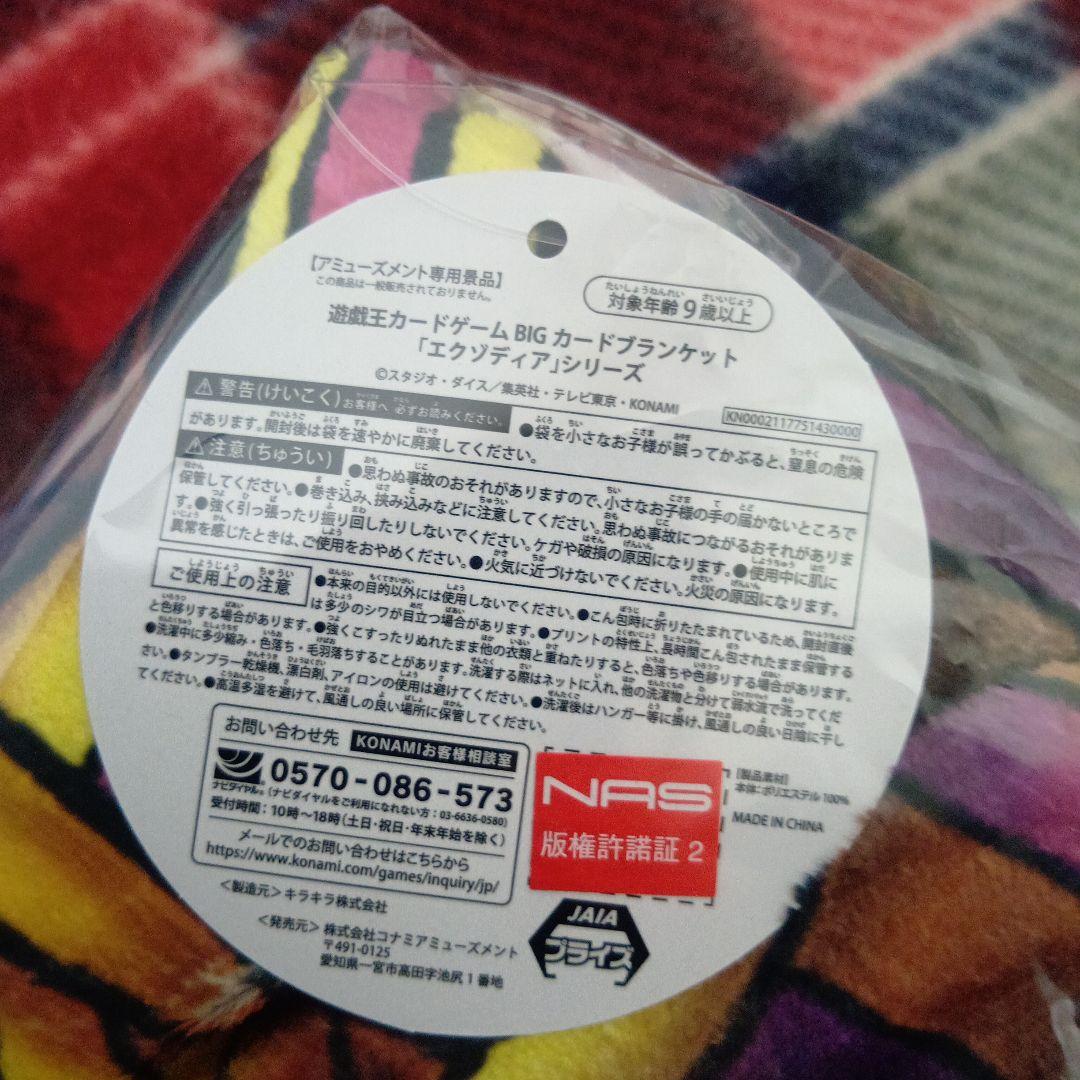 【アミューズメント専用景品】
この商品は一般販売されておりません。
たいしょうねんれい さいいじょう
対象年齢 9 歳以上
遊戯王カードゲーム BIG カードブランケット
「エクゾディア」シリーズ
©スタジオ・ダイス／集英社・テレビ東京・KONAMI
KN0002117751430000
⚠ 警告(けいこく) お客様へ 必ずお読みください。
●袋を小さなお子様が誤ってかぶると、窒息の危険
があります。開封後は袋を速やかに廃棄してください。
⚠ 注意(ちゅうい)
●思わぬ事故のおそれがありますので、小さなお子様の手の届かないところで
保管してください。●巻き込み、挟み込みなどに注意してください。思わぬ事故につながるおそれがありま
す。●強く引っ張ったり振り回したりしないでください。ケガや破損の原因になります。●使用中に肌に
異常を感じたときは、ご使用をおやめください。●火気に近づけないでください。火災の原因になります。
ご使用上の注意
●本来の目的以外には使用しないでください。●こん包時に折りたたまれているため、開封直後
は多少のシワが目立つ場合があります。●プリントの特性上、長時間こん包されたまま保管する
と色移りする場合があります。●強くこすったりぬれたまま他の衣類と重ねたりすると、色落ちや色移りする場合があります。
●洗濯中に多少縮み・色落ち・毛羽落ちすることがあります。洗濯する際はネットに入れ、他の洗濯物と分けて弱水流で洗ってくだ
さい。●タンブラー乾燥機、漂白剤、アイロンの使用は避けてください。●洗濯後はハンガー等に掛け、風通しの良い日陰に干し
てください。●高温多湿を避けて、風通しの良い場所に保管してください。
お問い合わせ先 KONAMIお客様相談室
0570-086-573
ナビダイヤル® (ナビダイヤルをご利用になれない方：03-6636-0580)
受付時間：10時～18時(土日・祝日・年末年始を除く)
メールでのお問い合わせはこちらから
https://www.konami.com/games/inquiry/jp/
NAS
版権許諾証 2
【製品素材】
本体：ポリエステル 100%
MADE IN CHINA
＜製造元＞キラキラ株式会社
＜発売元＞株式会社コナミアミューズメント
〒491-0125
愛知県一宮市高田字池尻 1 番地
JAIA
プライズ